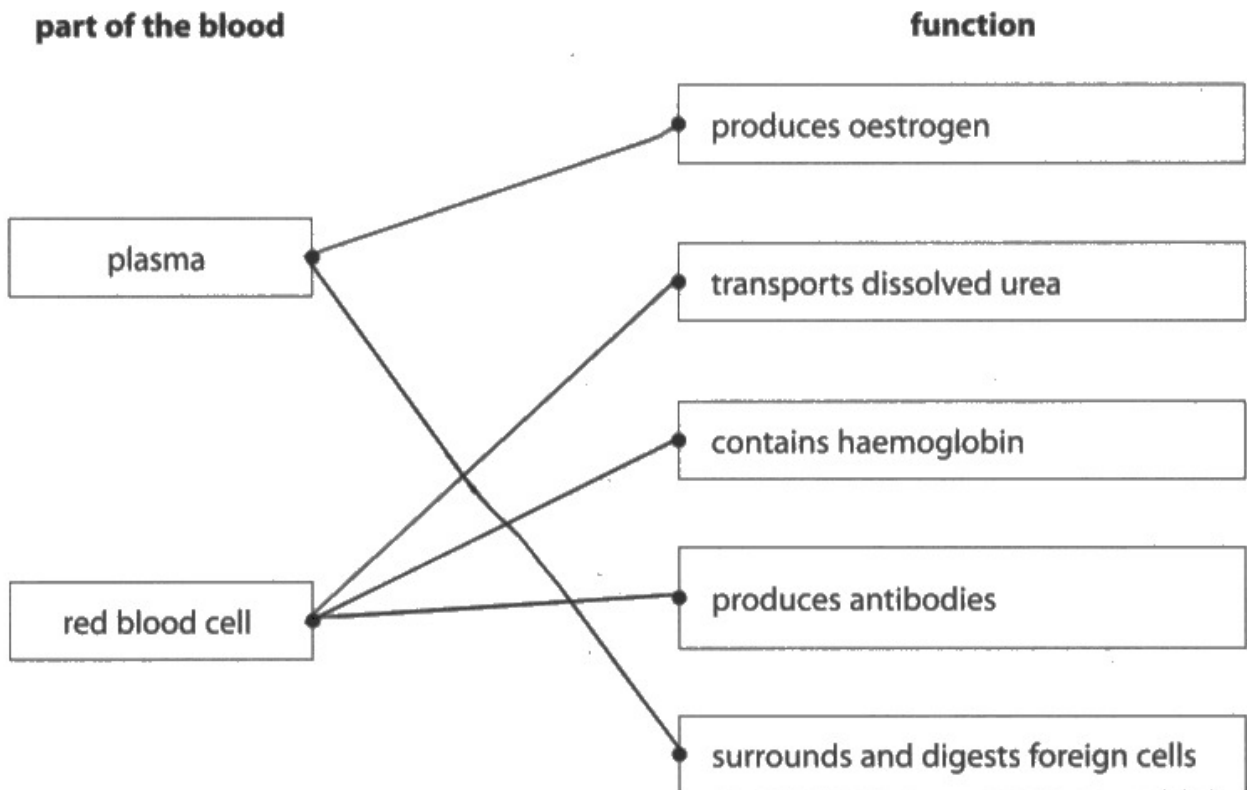 part of the blood
function
produces oestrogen
plasma
transports dissolved urea
contains haemoglobin
red blood cell
produces antibodies
surrounds and digests foreign cells